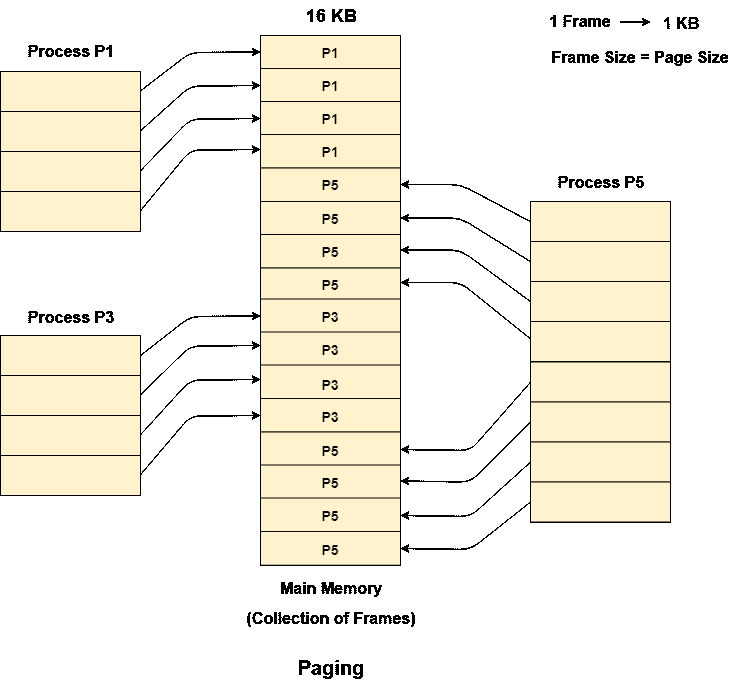 16 KB
1 Frame → 1 KB
Frame Size = Page Size
Process P1
P1
P1
P1
P1
P5
P5
P5
P5
Process P5
Process P3
P3
P3
P3
P3
P5
P5
P5
P5
Main Memory
(Collection of Frames)
Paging